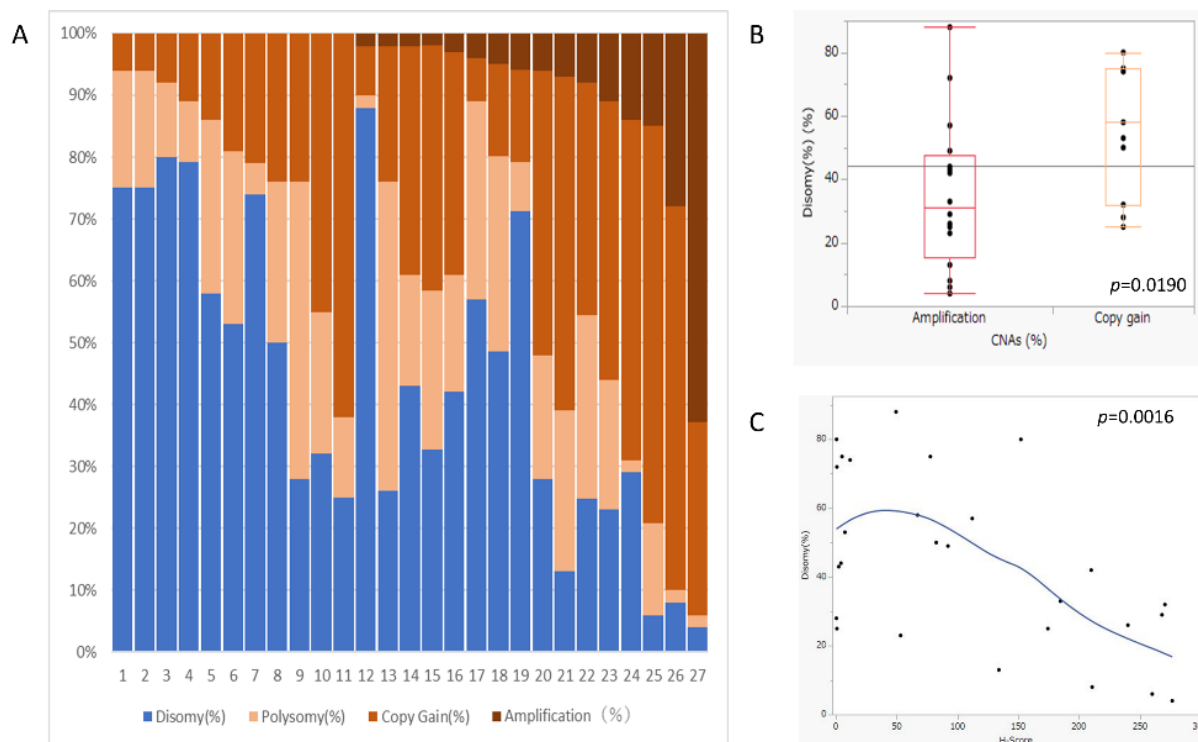 A
100%
90%
80%
70%
60%
50%
40%
30%
20%
10%
0%
1 2 3 4 5 6 7 8 9 10 11 12 13 14 15 16 17 18 19 20 21 22 23 24 25 26 27
Disomy(%) Polysomy(%) Copy Gain(%) Amplification （%）
B
Disomy(%) (%)
80
60
40
20
0
p=0.0190
Amplification Copy gain
CNAs (%)
C
p=0.0016
Disomy(%)
80
60
40
20
0
0 50 100 150 200 250
H-Score